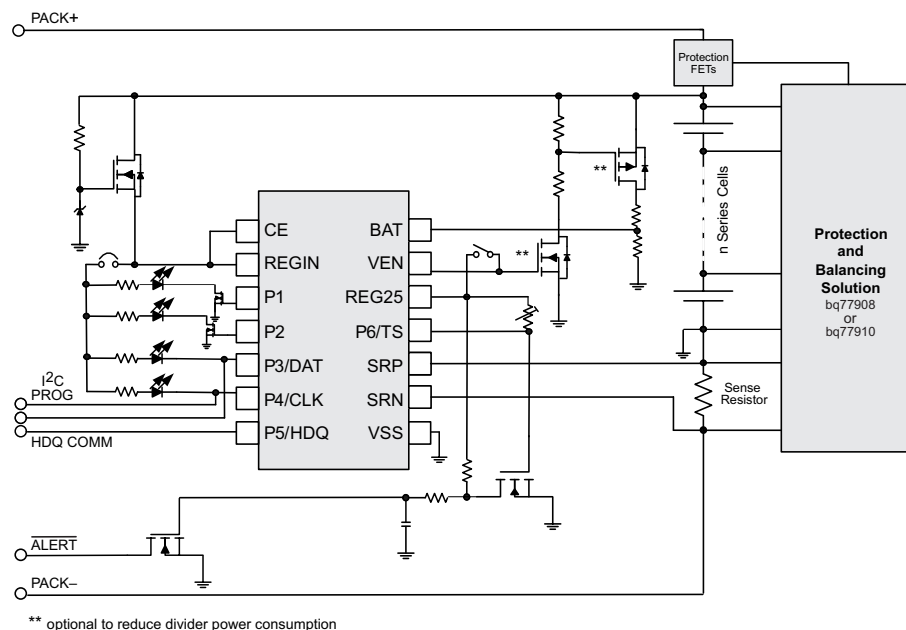 PACK+
Protection
FETs
**
n Series Cells
Protection
and
Balancing
Solution
bq77908
or
bq77910
CE
BAT
REGIN
VEN
**
P1
REG25
P2
P6/TS
P3/DAT
SRP
I2C
PROG
P4/CLK
SRN
Sense
Resistor
P5/HDQ
VSS
HDQ COMM
ALERT
PACK–
** optional to reduce divider power consumption